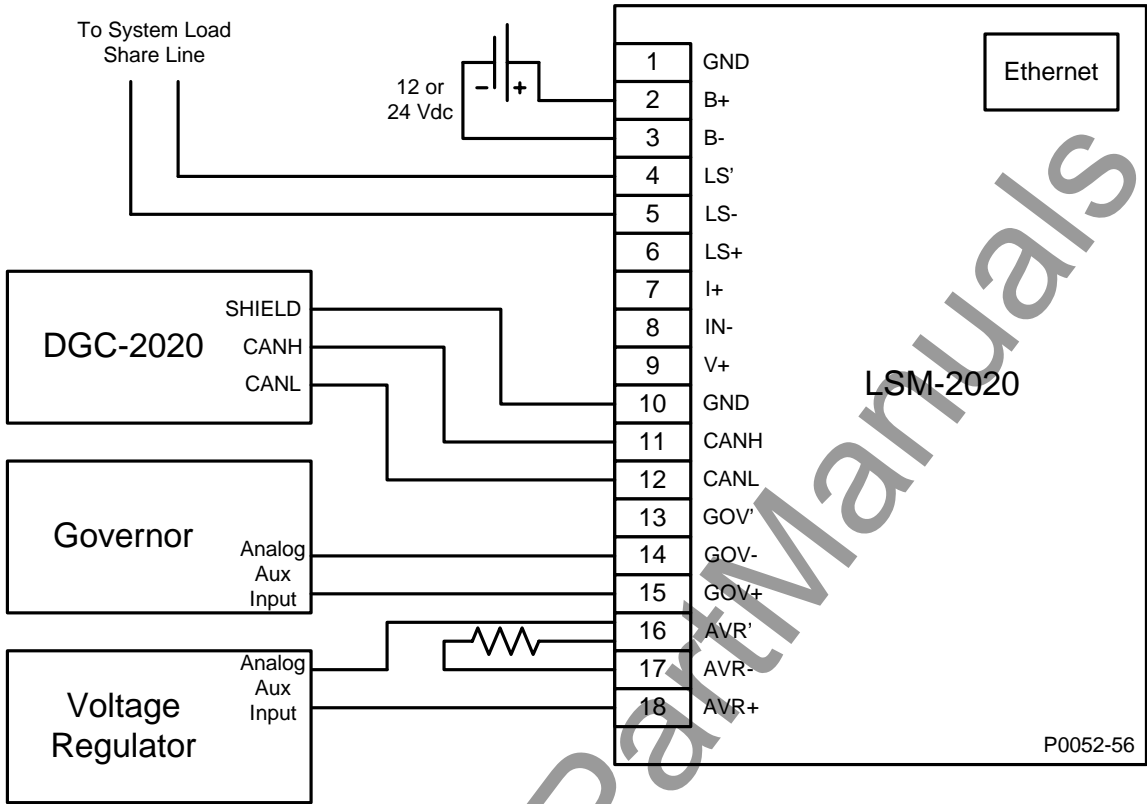 To System Load
Share Line
12 or
24 Vdc
- +
1 GND
2 B+
3 B-
4 LS’
5 LS-
6 LS+
7 I+
8 IN-
9 V+
10 GND
11 CANH
12 CANL
13 GOV’
14 GOV-
15 GOV+
16 AVR’
17 AVR-
18 AVR+
Ethernet
LSM-2020
DGC-2020
SHIELD
CANH
CANL
Governor
Analog
Aux
Input
Voltage
Regulator
Analog
Aux
Input
P0052-56
PartManuals